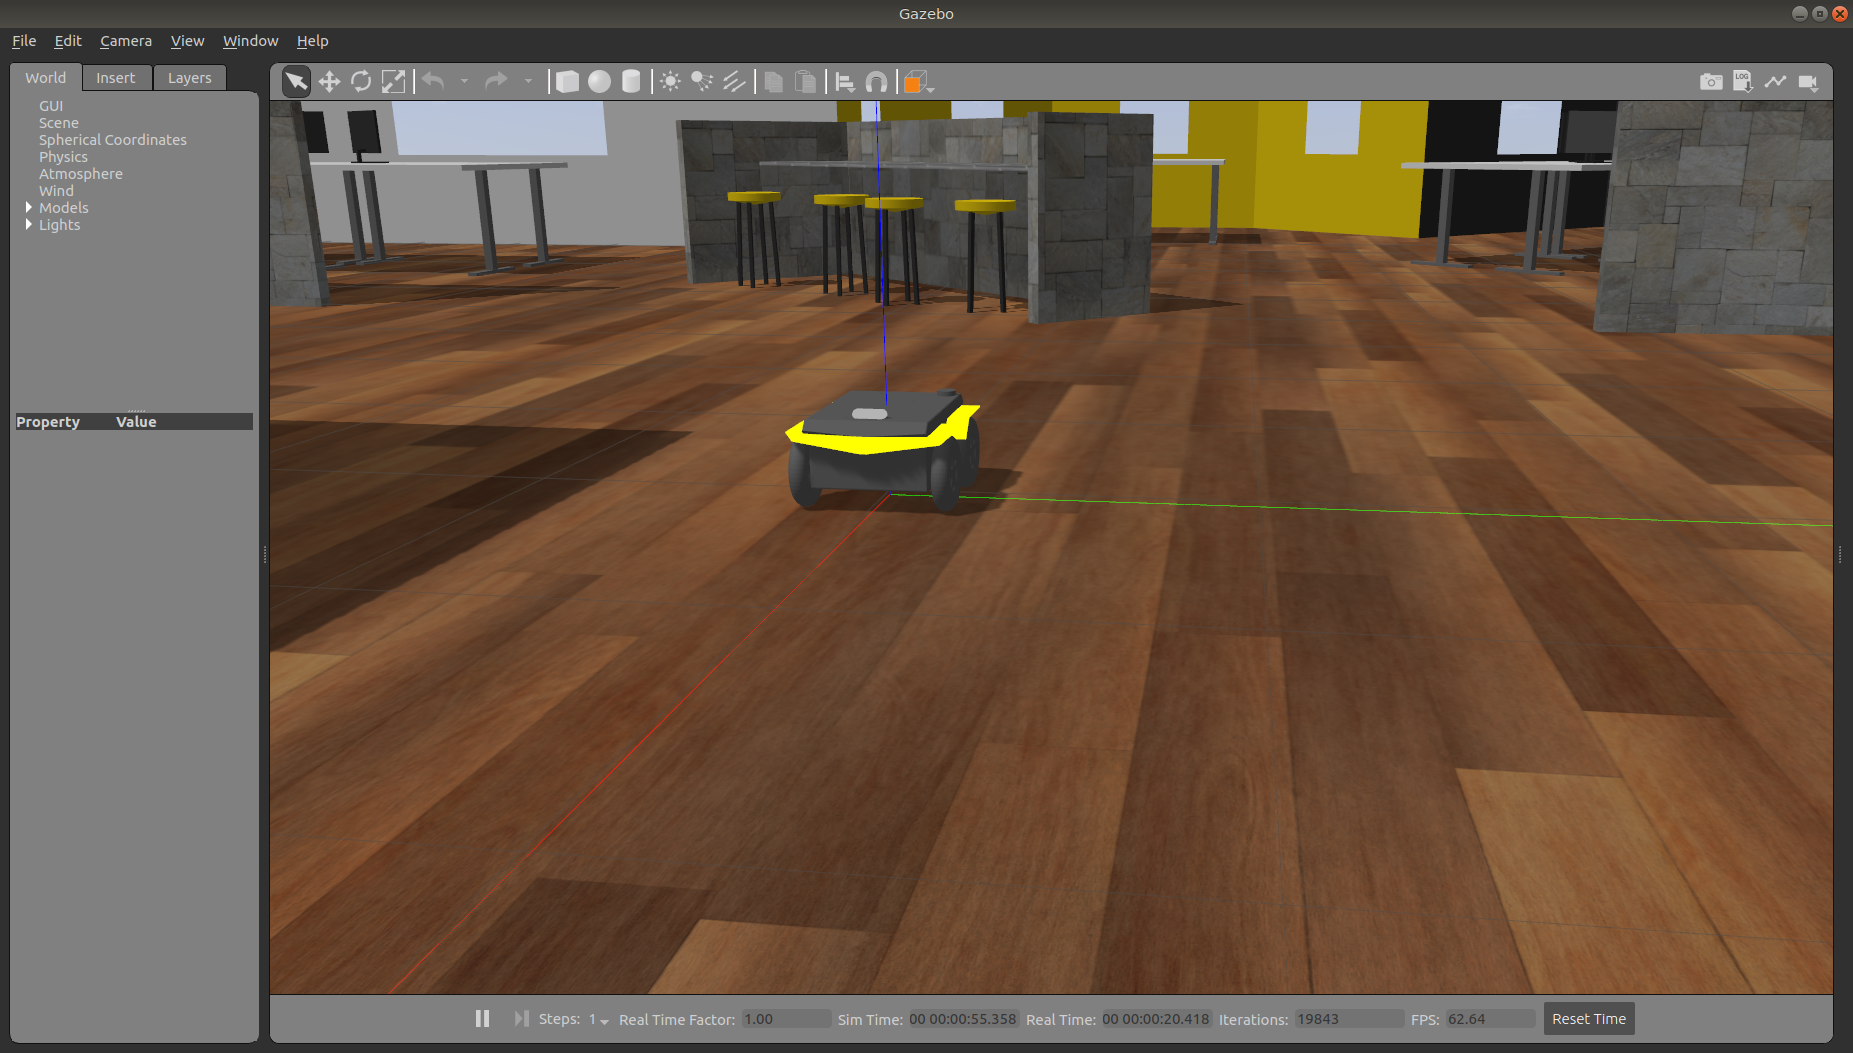 Gazebo
File Edit Camera View Window Help
World Insert Layers
LOG
GUI
Scene
Spherical Coordinates
Physics
Atmosphere
Wind
Models
Lights
Property Value
Steps: 1 Real Time Factor: 1.00 Sim Time: 00 00:00:55.358 Real Time: 00 00:00:20.418 Iterations: 19843 FPS: 62.64 Reset Time